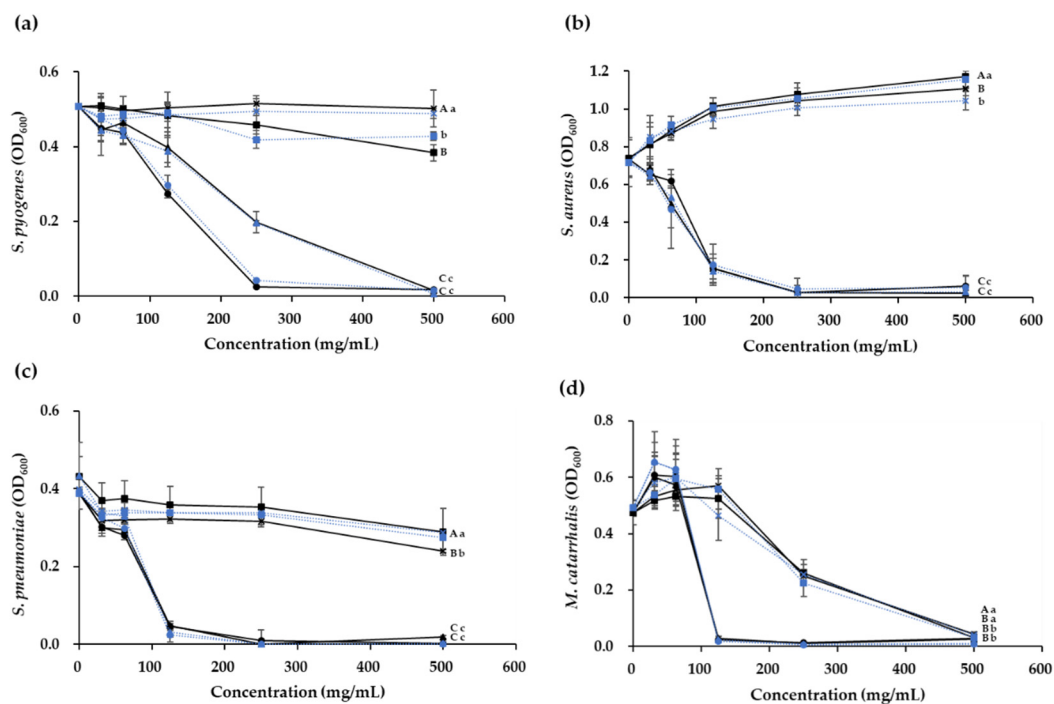 (a)
0.6
0.4
0.2
0.0
S. pyogenes (OD600)
A a
b
B
C c
C c
0 100 200 300 400 500 600
Concentration (mg/mL)
(b)
1.2
1.0
0.8
0.6
0.4
0.2
0.0
S. aureus (OD600)
A a
B
b
C c
C c
0 100 200 300 400 500 600
Concentration (mg/mL)
(c)
0.6
0.4
0.2
0
S. pneumoniae (OD600)
A a
B b
C c
C c
0 100 200 300 400 500 600
Concentration (mg/mL)
(d)
0.8
0.6
0.4
0.2
0.0
M. catarrhalis (OD600)
A a
B a
B b
B b
0 100 200 300 400 500 600
Concentration (mg/mL)